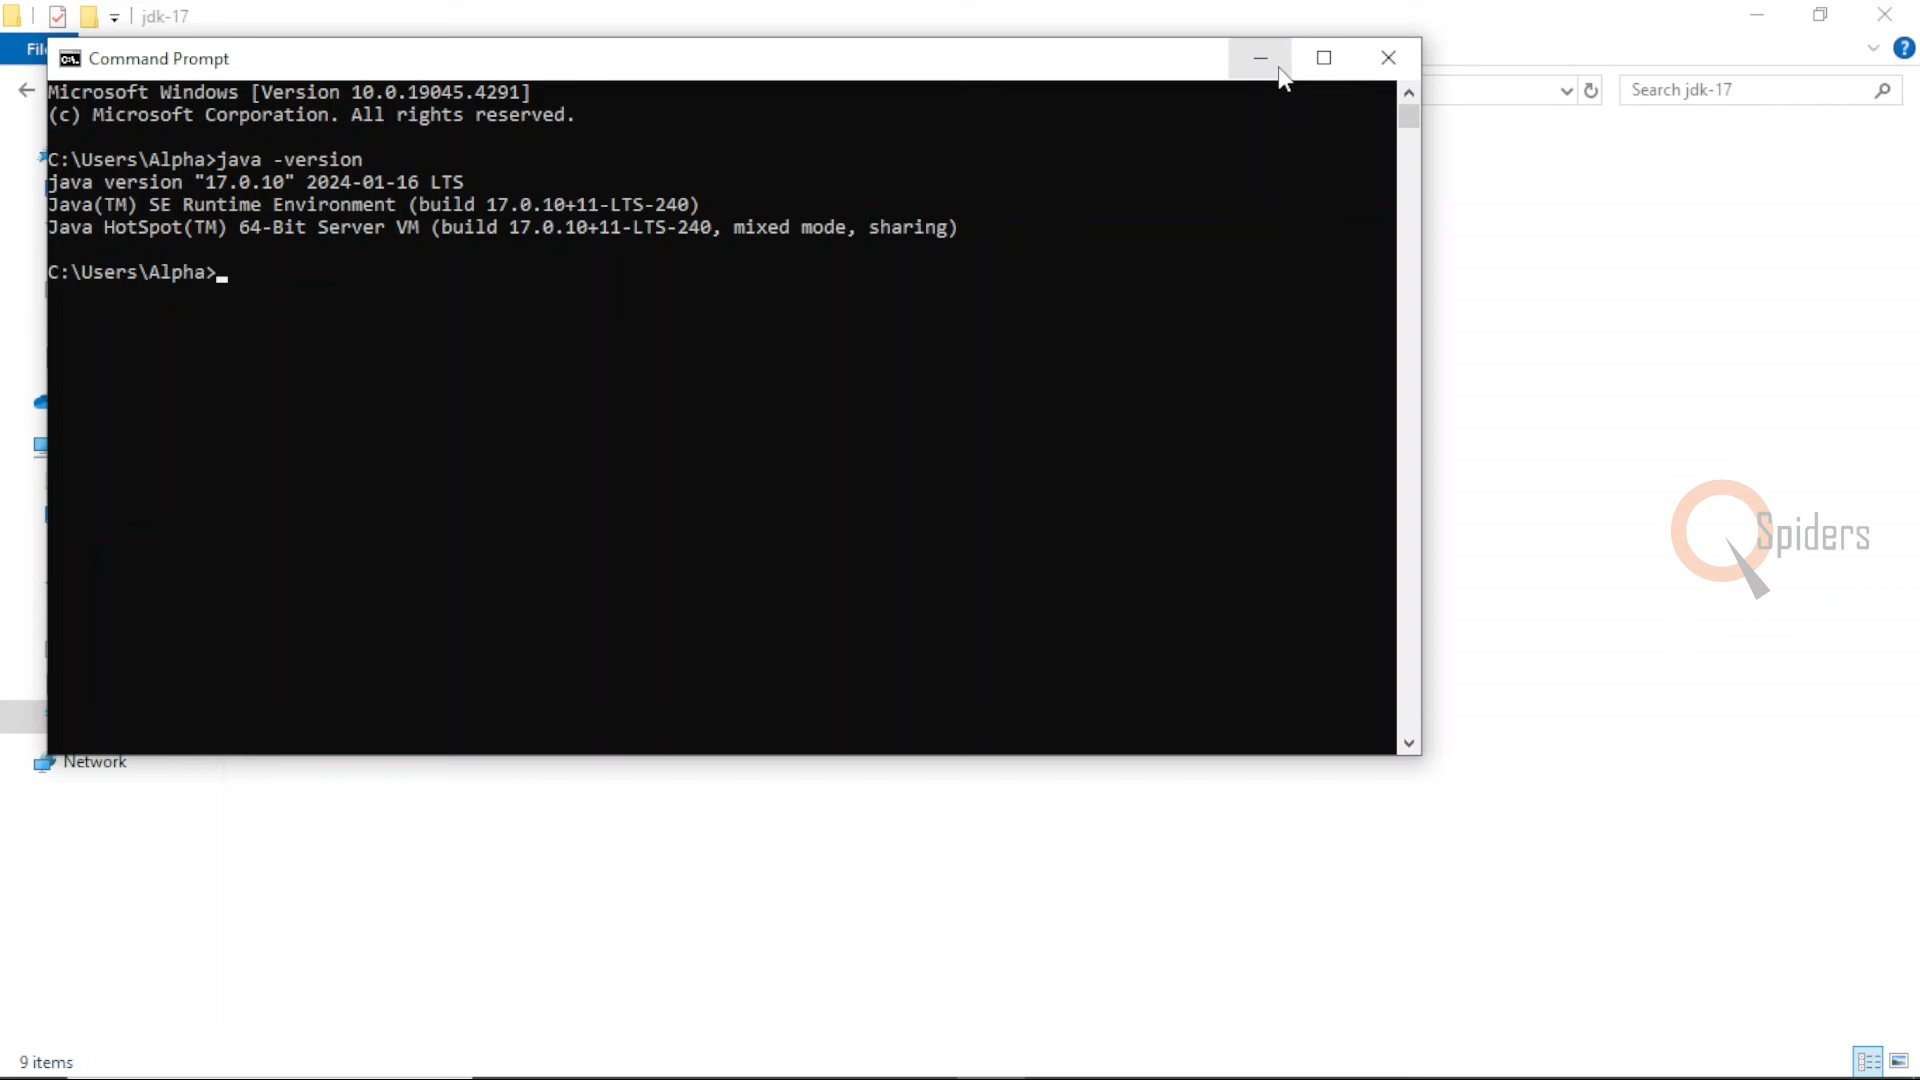 jdk-17
Fil
Command Prompt
Search jdk-17
Microsoft Windows [Version 10.0.19045.4291]
(c) Microsoft Corporation. All rights reserved.
C:\Users\Alpha>java -version
java version "17.0.10" 2024-01-16 LTS
Java(TM) SE Runtime Environment (build 17.0.10+11-LTS-240)
Java HotSpot(TM) 64-Bit Server VM (build 17.0.10+11-LTS-240, mixed mode, sharing)
C:\Users\Alpha>
Spiders
Network
9 items